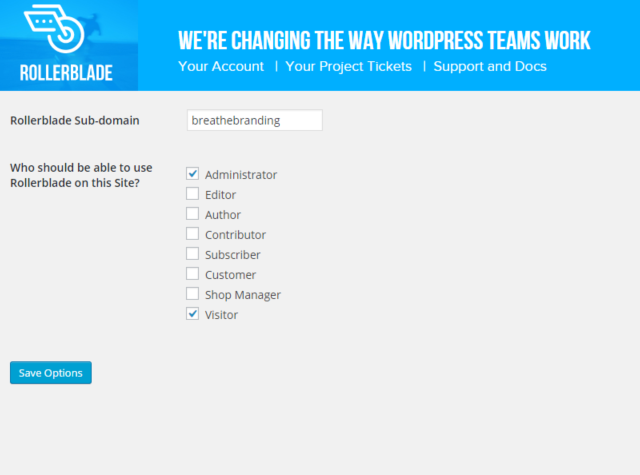 ROLLERBLADE
WE'RE CHANGING THE WAY WORDPRESS TEAMS WORK
Your Account | Your Project Tickets | Support and Docs
Rollerblade Sub-domain
breathebranding
Who should be able to use
Rollerblade on this Site?
Administrator
Editor
Author
Contributor
Subscriber
Customer
Shop Manager
Visitor
Save Options